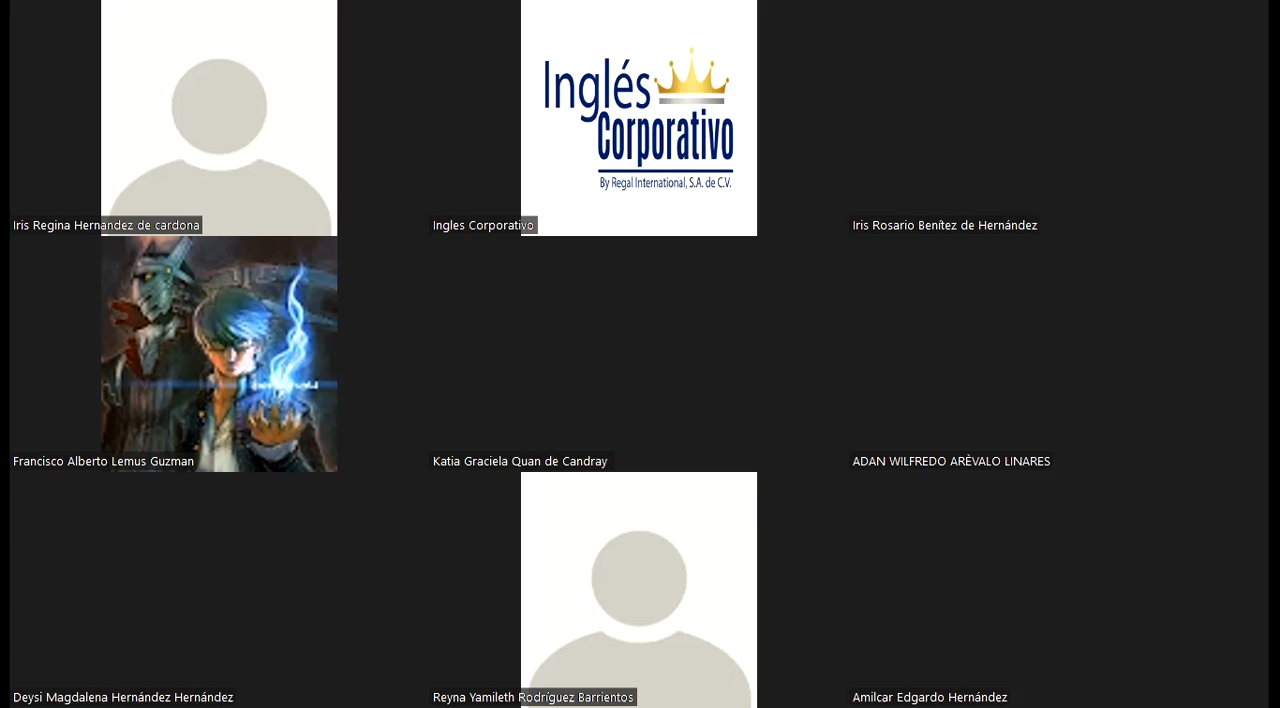 Inglés
Corporativo
By Regal International, S.A. de C.V.
Iris Regina Hernandez de cardona
Ingles Corporativo
Iris Rosario Benítez de Hernández
Francisco Alberto Lemus Guzman
Katia Graciela Quan de Candray
ADAN WILFREDO ARÈVALO LINARES
Deysi Magdalena Hernández Hernández
Reyna Yamileth Rodríguez Barrientos
Amilcar Edgardo Hernández